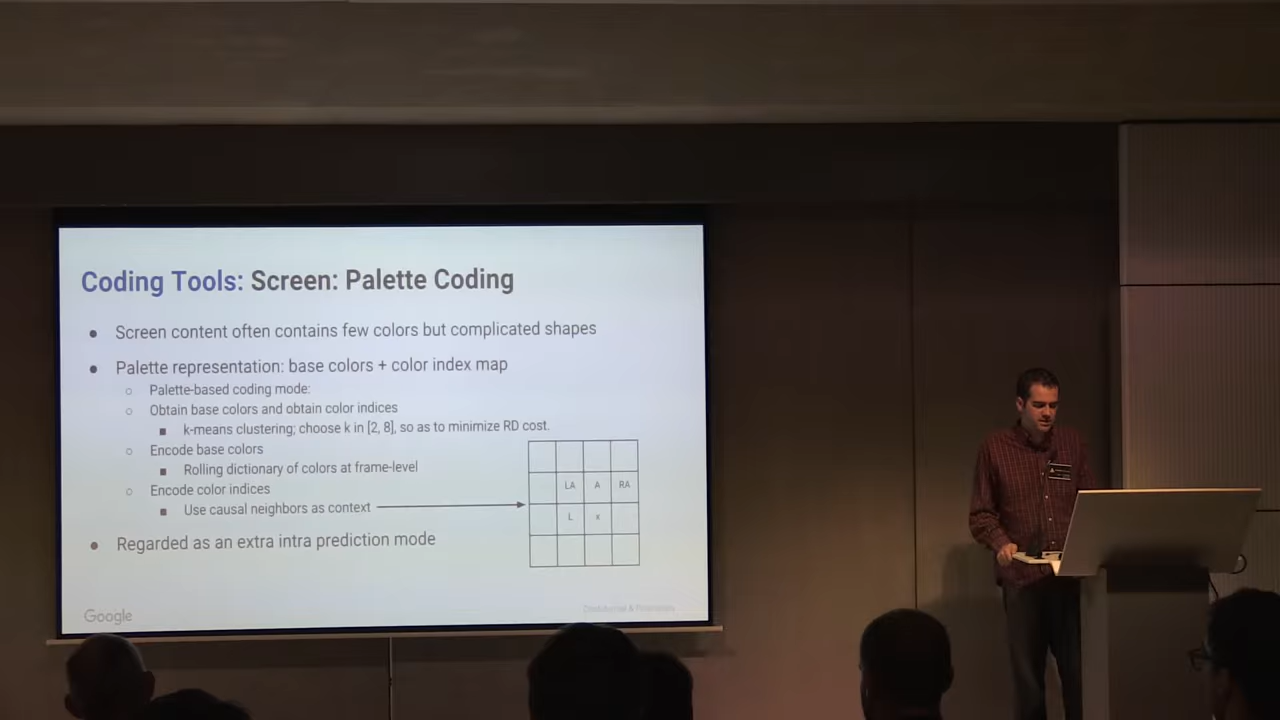 Coding Tools: Screen: Palette Coding
● Screen content often contains few colors but complicated shapes
● Palette representation: base colors + color index map
○ Palette-based coding mode:
○ Obtain base colors and obtain color indices
■ k-means clustering; choose k in [2, 8], so as to minimize RD cost.
○ Encode base colors
■ Rolling dictionary of colors at frame-level
○ Encode color indices
■ Use causal neighbors as context
LA A RA
L x
● Regarded as an extra intra prediction mode
Google
Confidential & Proprietary